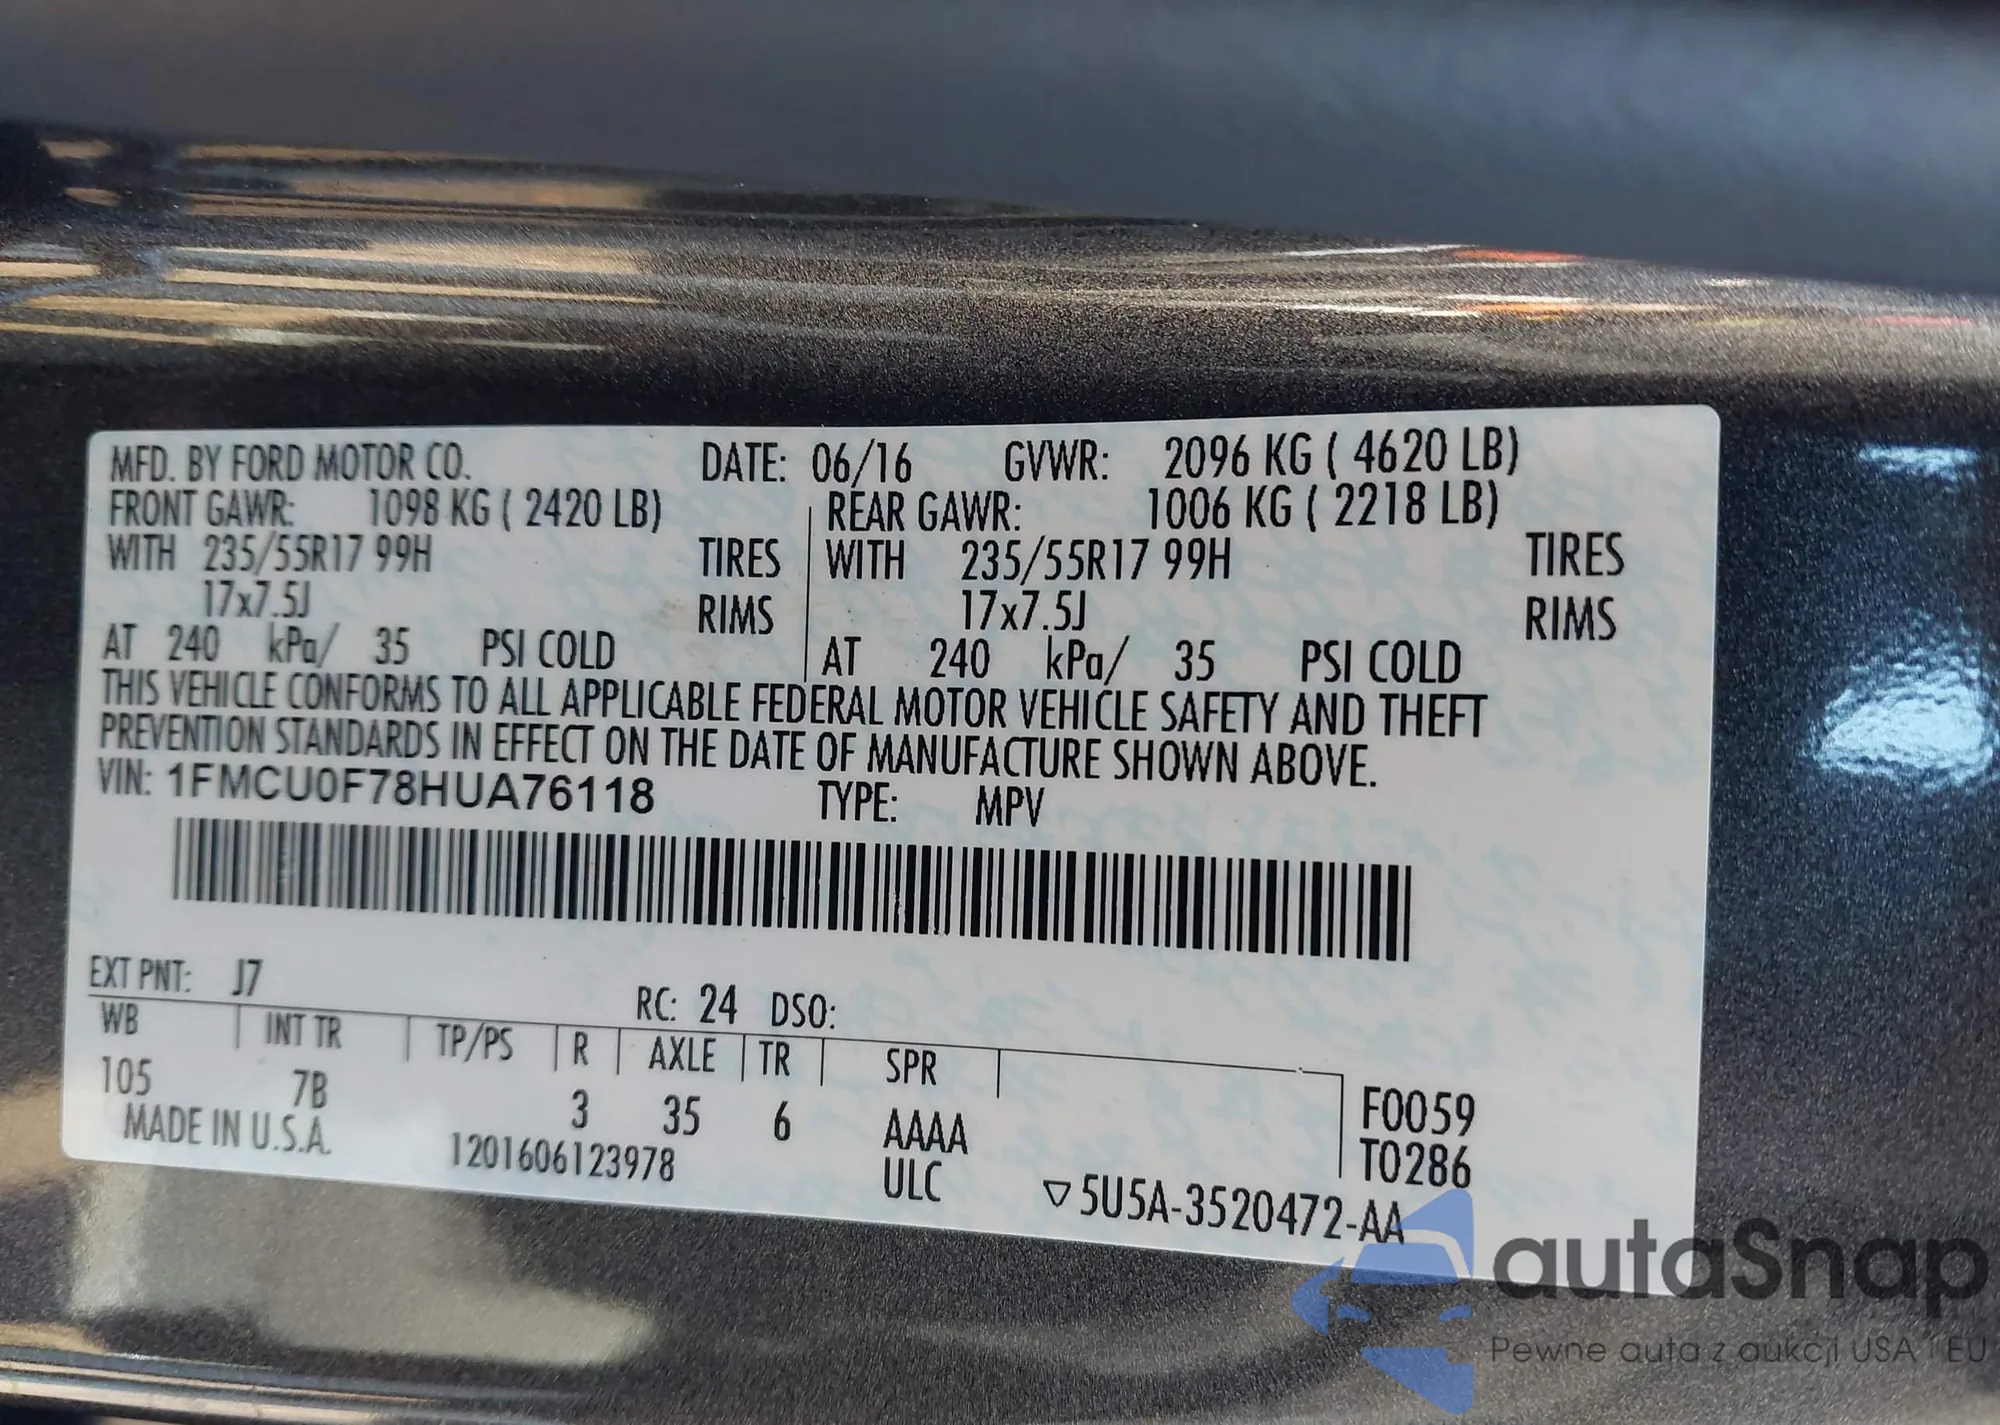 MFD. BY FORD MOTOR CO. DATE: 06/16 GVWR: 2096 KG ( 4620 LB)
FRONT GAWR: 1098 KG ( 2420 LB) REAR GAWR: 1006 KG ( 2218 LB)
WITH 235/55R17 99H TIRES WITH 235/55R17 99H TIRES
17x7.5J RIMS 17x7.5J RIMS
AT 240 kPa/ 35 PSI COLD AT 240 kPa/ 35 PSI COLD
THIS VEHICLE CONFORMS TO ALL APPLICABLE FEDERAL MOTOR VEHICLE SAFETY AND THEFT
PREVENTION STANDARDS IN EFFECT ON THE DATE OF MANUFACTURE SHOWN ABOVE.
VIN: 1FMCU0F78HUA76118 TYPE: MPV
EXT PNT: J7 RC: 24 DSO:
WB INT TR TP/PS R AXLE TR SPR
105 7B 3 35 6 AAAA F0059
MADE IN U.S.A. 1201606123978 ULC T0286
▽5U5A-3520472-AA
autaSnap
Pewne auta z aukcji USA i EU